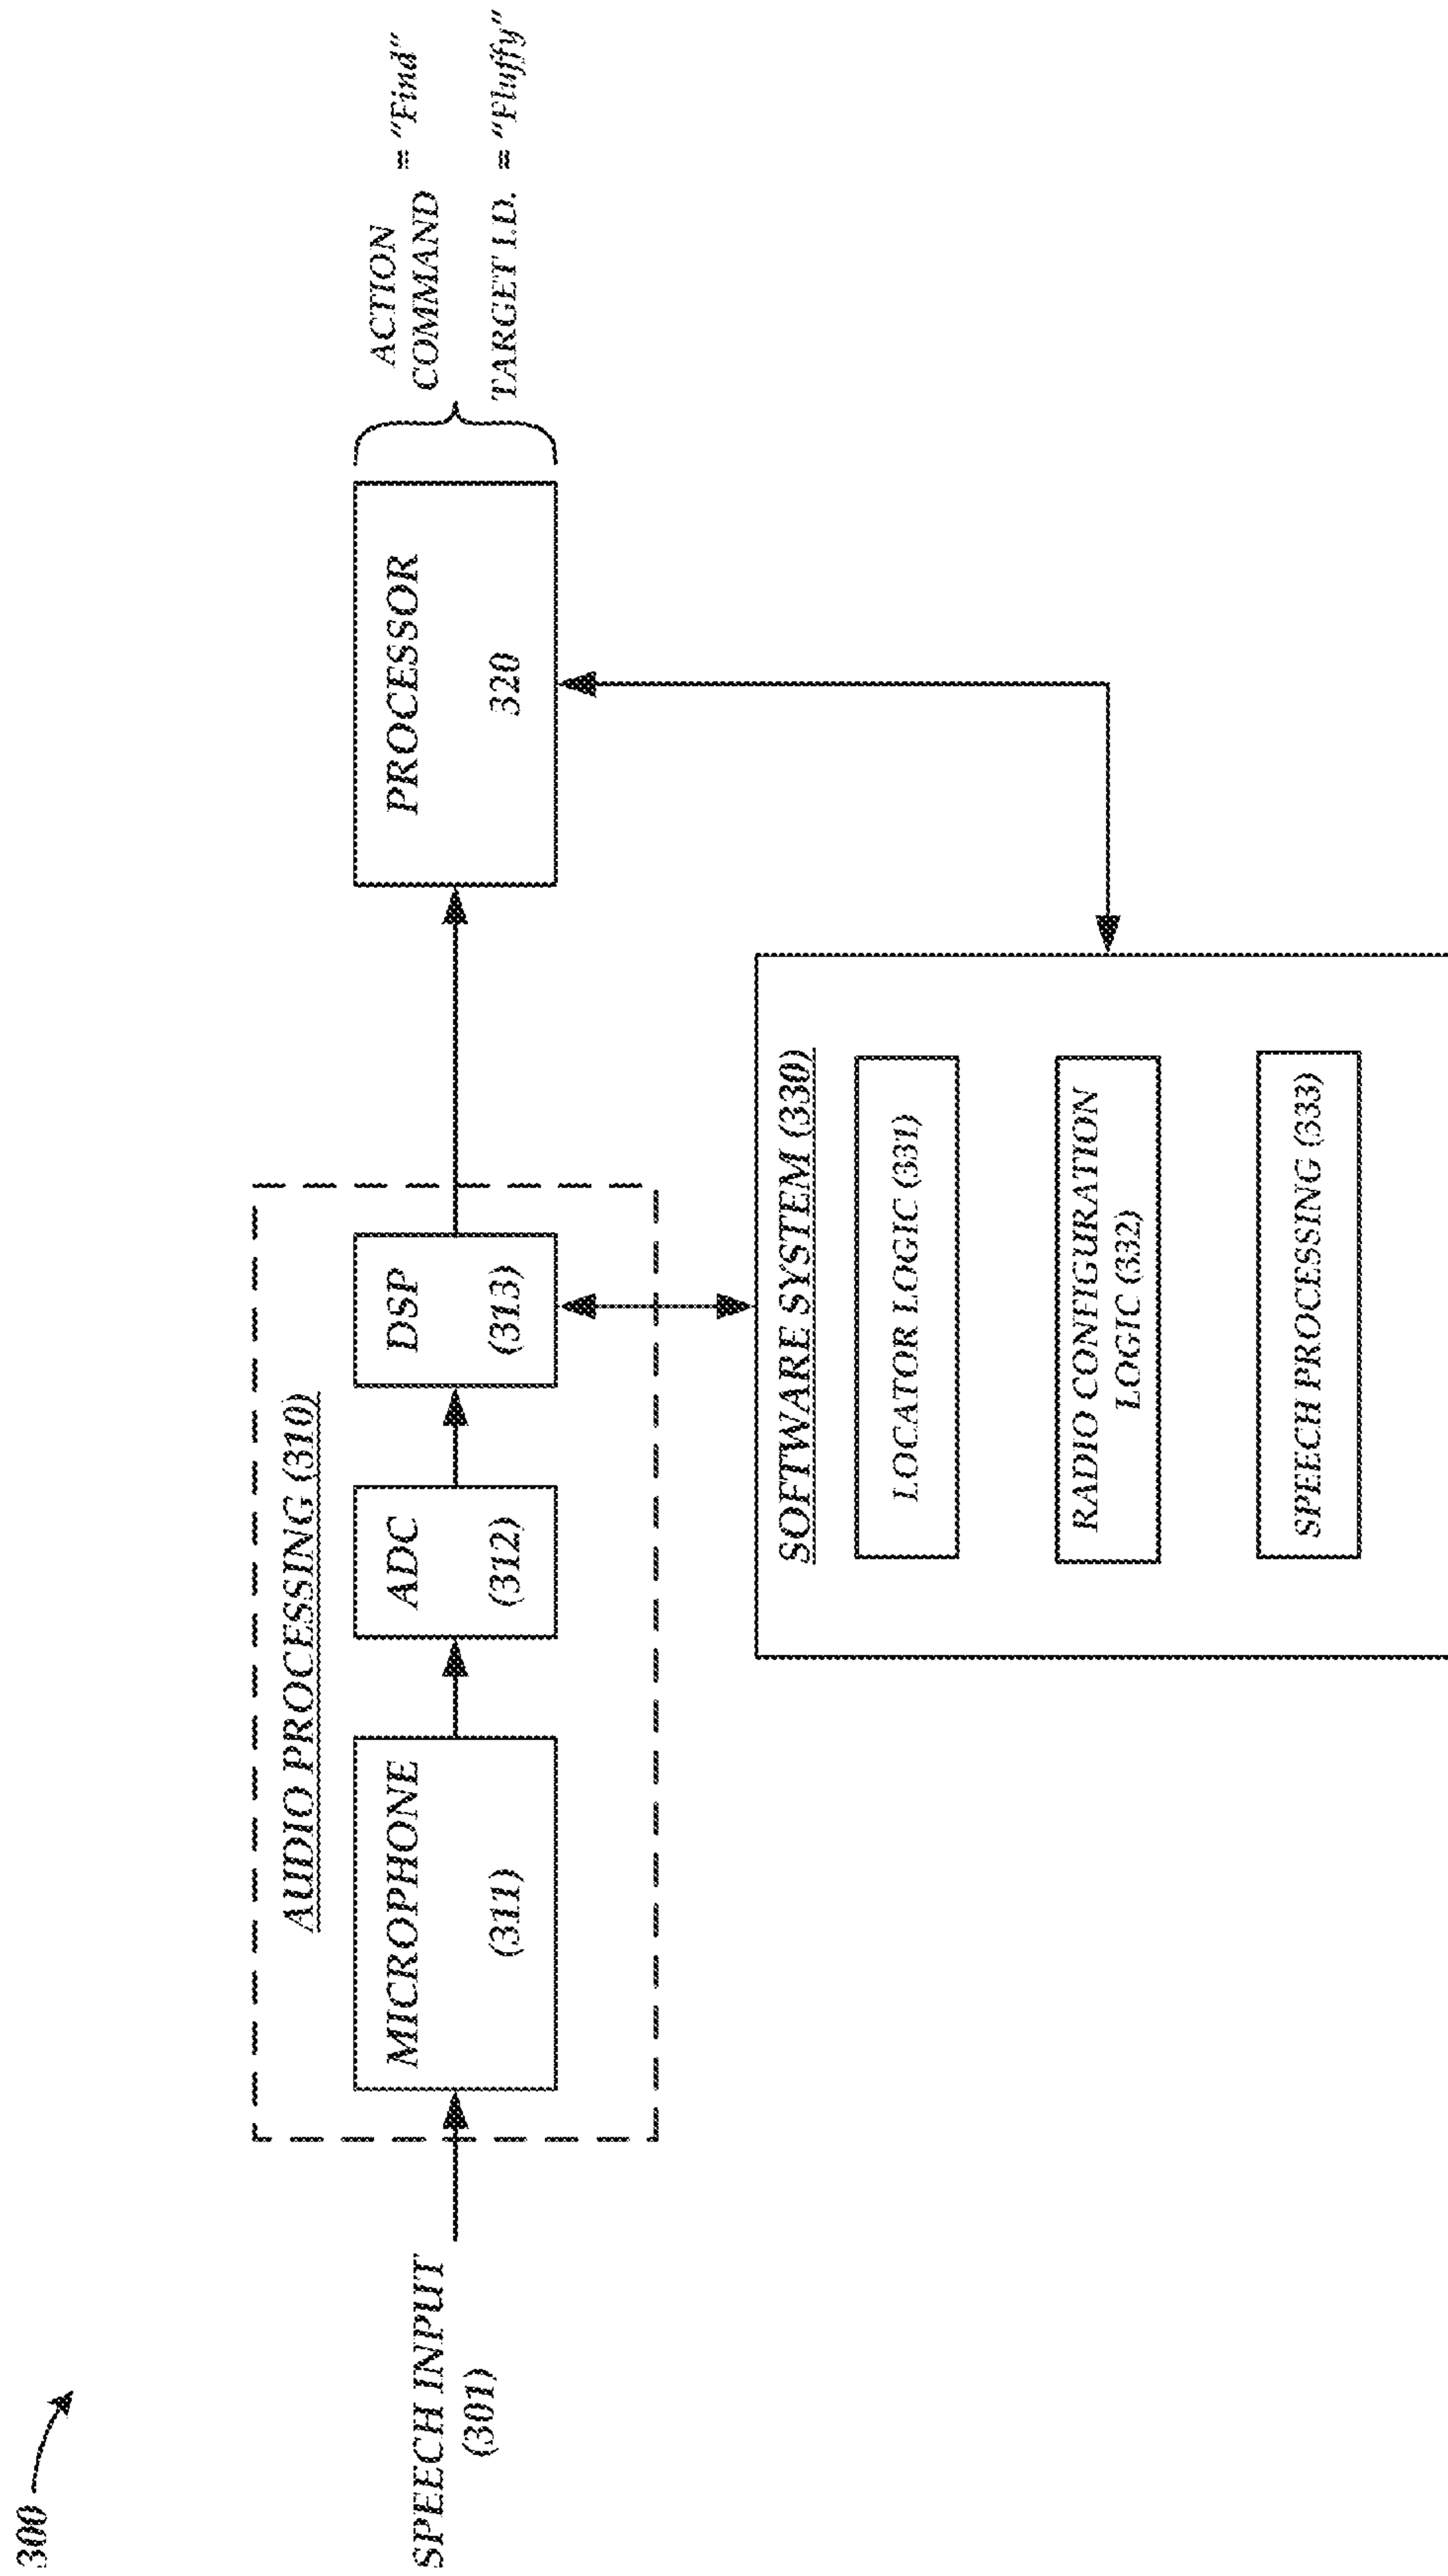 300
AUDIO PROCESSING (310)
SPEECH INPUT
(301)
MICROPHONE
(311)
ADC
(312)
DSP
(313)
PROCESSOR
320
ACTION
COMMAND = "Find"
TARGET I.D. = "Fluffy"
SOFTWARE SYSTEM (330)
LOCATOR LOGIC (331)
RADIO CONFIGURATION
LOGIC (332)
SPEECH PROCESSING (333)